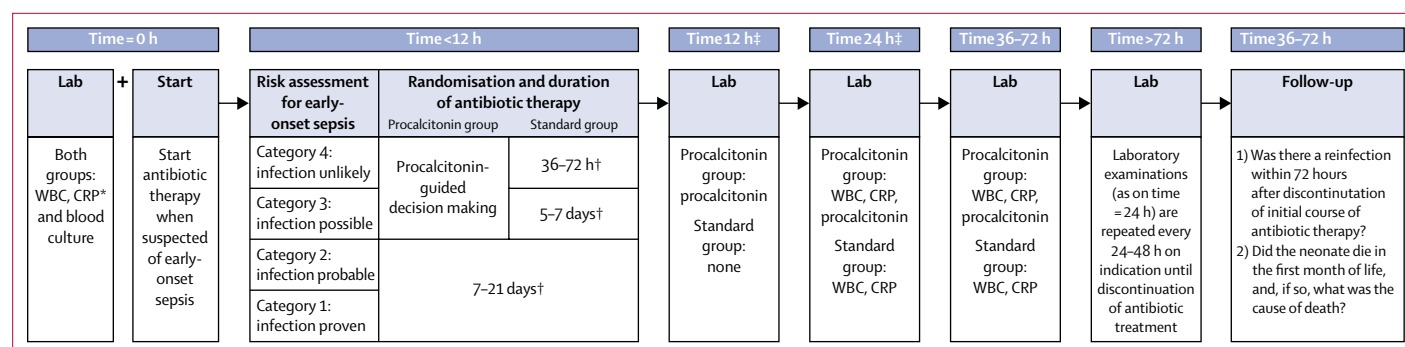 Time=0 h
Time<12 h
Time 12 h‡
Time 24 h‡
Time 36–72 h
Time>72 h
Time 36–72 h
Lab
+
Start
Risk assessment
for early-
onset sepsis
Randomisation and duration
of antibiotic therapy
Procalcitonin group
Standard group
Lab
Lab
Lab
Lab
Follow-up
Both
groups:
WBC, CRP*
and blood
culture
Start
antibiotic
therapy
when
suspected
of early-
onset
sepsis
Category 4:
infection unlikely
Category 3:
infection possible
Category 2:
infection probable
Category 1:
infection proven
Procalcitonin-
guided
decision making
36–72 h†
5–7 days†
7–21 days†
Procalcitonin
group:
procalcitonin
Standard
group:
none
Procalcitonin
group:
WBC, CRP,
procalcitonin
Standard
group:
WBC, CRP
Procalcitonin
group:
WBC, CRP,
procalcitonin
Standard
group:
WBC, CRP
Laboratory
examinations
(as on time
=24 h) are
repeated every
24–48 h on
indication until
discontinuation
of antibiotic
treatment
1) Was there a reinfection
within 72 hours
after discontinutation
of initial course of
antibiotic therapy?
2) Did the neonate die in
the first month of life,
and, if so, what was the
cause of death?